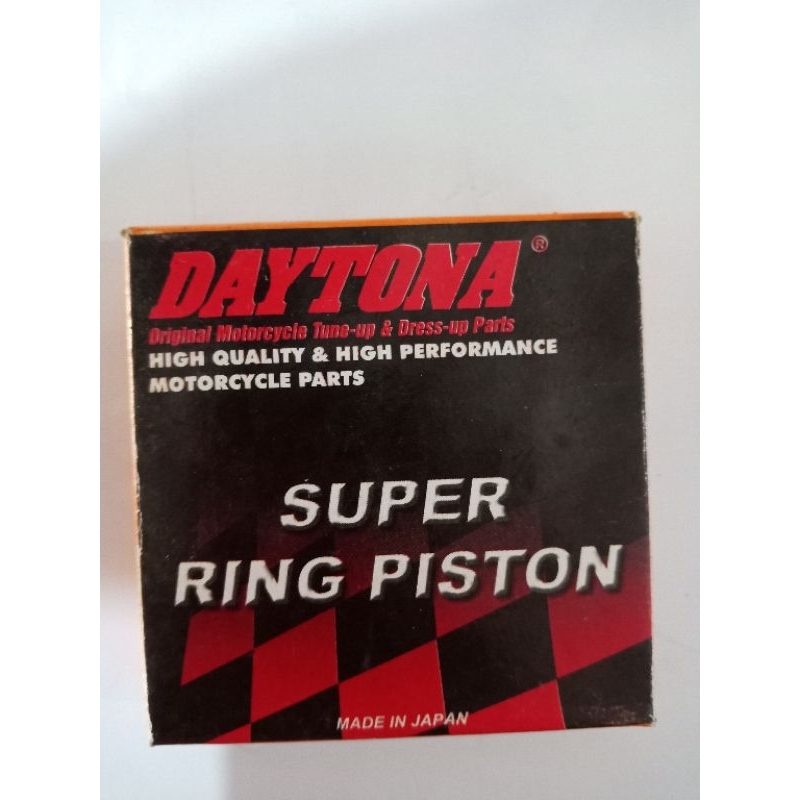 DAYTONA®
Original Motorcycle Tune-up & Dress-up Parts
HIGH QUALITY & HIGH PERFORMANCE
MOTORCYCLE PARTS
SUPER
RING PISTON
MADE IN JAPAN